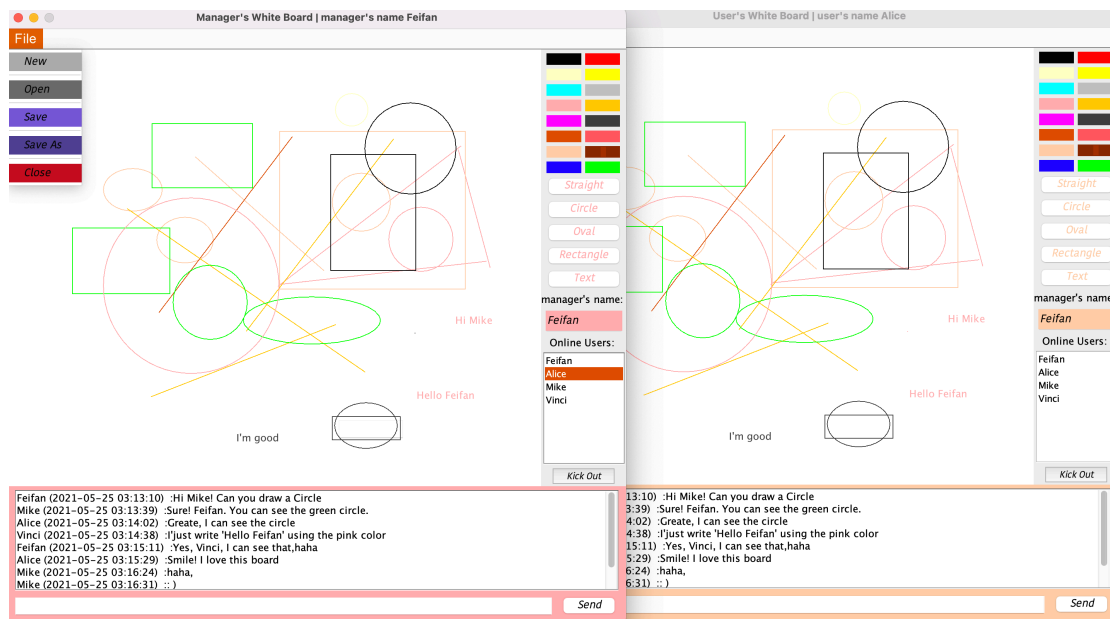 Manager's White Board | manager's name Feifan
File
New
Open
Save
Save As
Close
Straight
Circle
Oval
Rectangle
Text
manager's name:
Feifan
Online Users:
Feifan
Alice
Mike
Vinci
Kick Out
Hi Mike
Hello Feifan
I'm good
Feifan (2021-05-25 03:13:10) :Hi Mike! Can you draw a Circle
Mike (2021-05-25 03:13:39) :Sure! Feifan. You can see the green circle.
Alice (2021-05-25 03:14:02) :Greate, I can see the circle
Vinci (2021-05-25 03:14:38) :I'just write 'Hello Feifan' using the pink color
Feifan (2021-05-25 03:15:11) :Yes, Vinci, I can see that,haha
Alice (2021-05-25 03:15:29) :Smile! I love this board
Mike (2021-05-25 03:16:24) :haha,
Mike (2021-05-25 03:16:31) :: )
Send
User's White Board | user's name Alice
Straight
Circle
Oval
Rectangle
Text
manager's name
Feifan
Online Users:
Feifan
Alice
Mike
Vinci
Kick Out
Hi Mike
Hello Feifan
I'm good
13:10) :Hi Mike! Can you draw a Circle
3:39) :Sure! Feifan. You can see the green circle.
4:02) :Greate, I can see the circle
4:38) :I'just write 'Hello Feifan' using the pink color
15:11) :Yes, Vinci, I can see that,haha
5:29) :Smile! I love this board
6:24) :haha,
6:31) :: )
Send